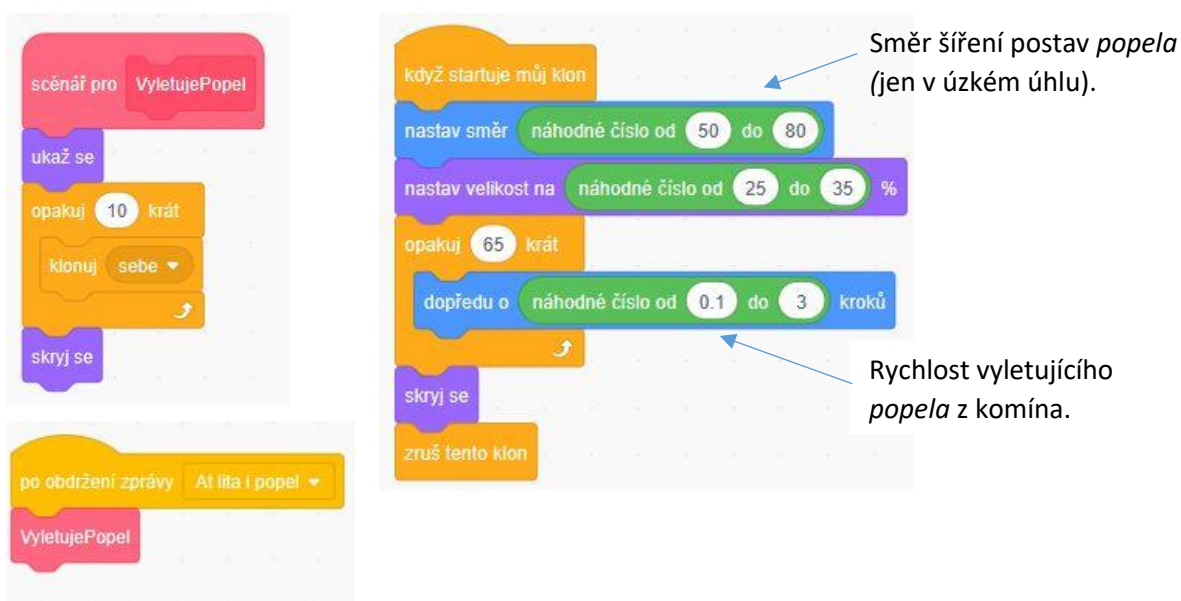 scénář pro VyletujePopel
ukaž se
opakuj 10 krát
klonuj sebe
skryj se
po obdržení zprávy At lita i popel
VyletujePopel
když startuje můj klon
nastav směr náhodné číslo od 50 do 80
nastav velikost na náhodné číslo od 25 do 35 %
opakuj 65 krát
dopředu o náhodné číslo od 0.1 do 3 kroků
skryj se
zruš tento klon
Směr šíření postav popela
(jen v úzkém úhlu).
Rychlost vyletujícího
popela z komína.